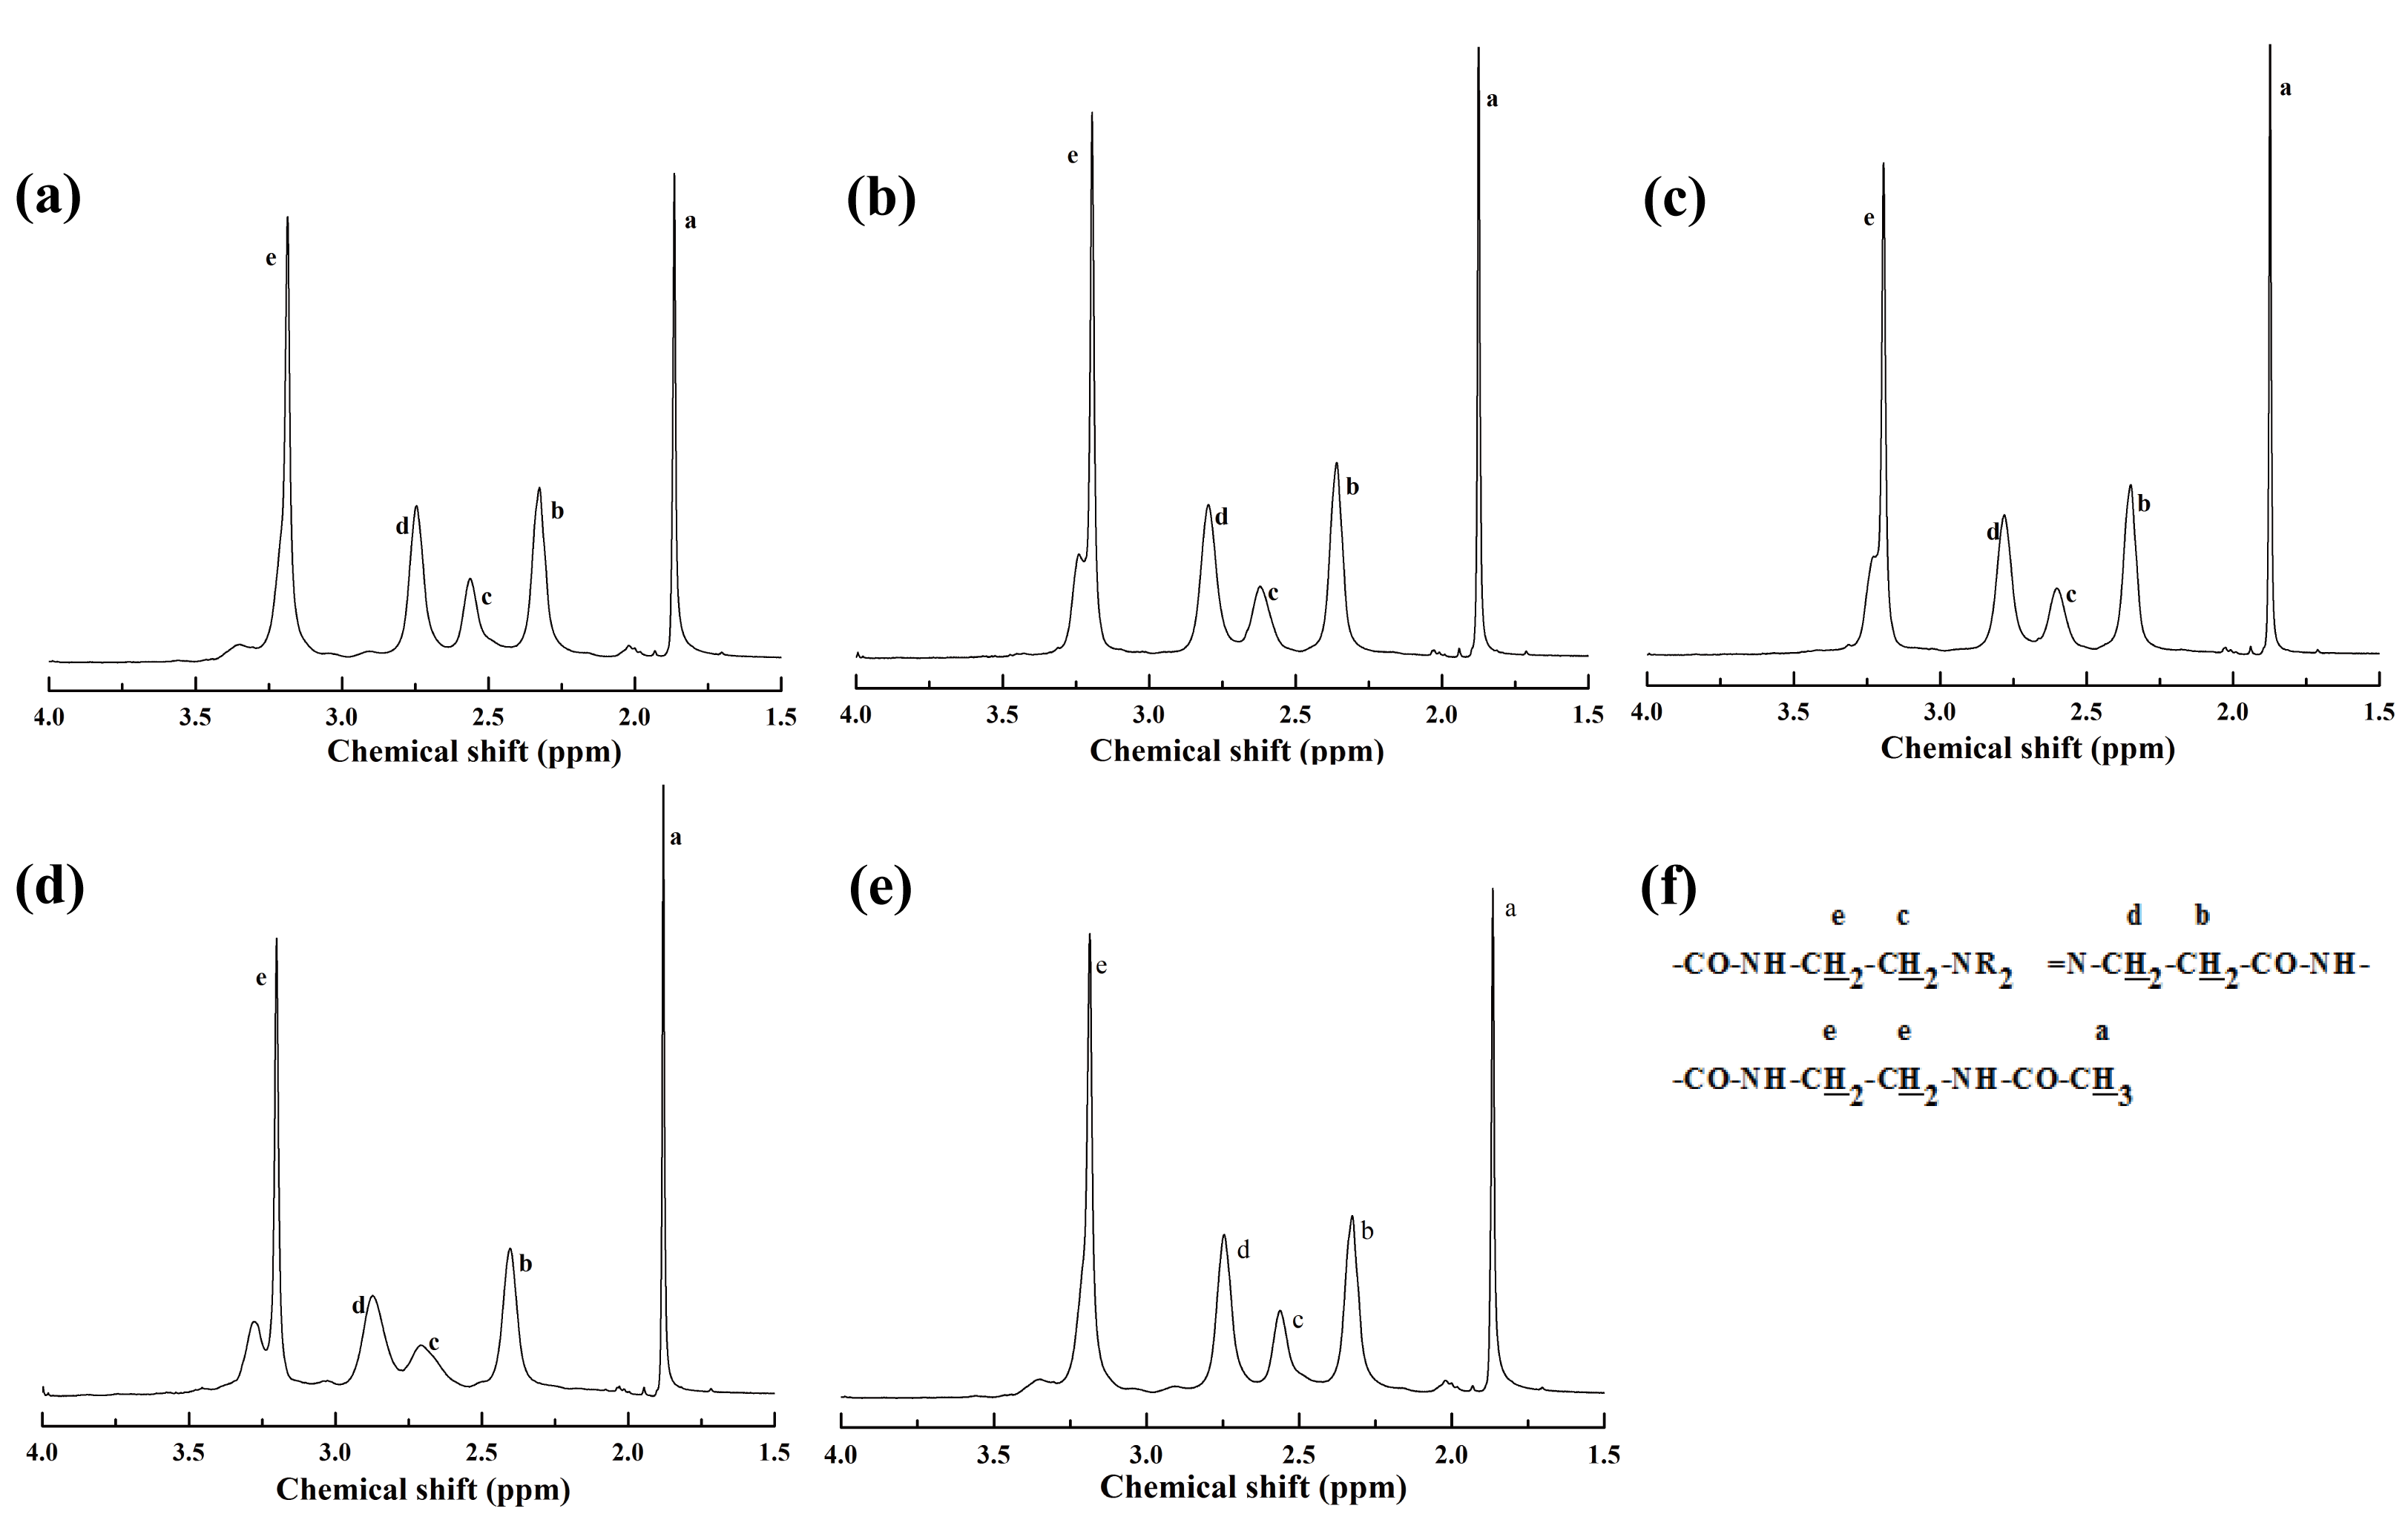 (a)
e
a
d
b
c
4.0 3.5 3.0 2.5 2.0 1.5
Chemical shift (ppm)
(b)
a
e
b
d
c
4.0 3.5 3.0 2.5 2.0 1.5
Chemical shift (ppm)
(c)
a
e
b
d
c
4.0 3.5 3.0 2.5 2.0 1.5
Chemical shift (ppm)
(d)
a
e
b
d
c
4.0 3.5 3.0 2.5 2.0 1.5
Chemical shift (ppm)
(e)
a
e
b
d
c
4.0 3.5 3.0 2.5 2.0 1.5
Chemical shift (ppm)
(f)
e c d b
-CO-NH-CH2-CH2-NR2 =N-CH2-CH2-CO-NH-
e e a
-CO-NH-CH2-CH2-NH-CO-CH3